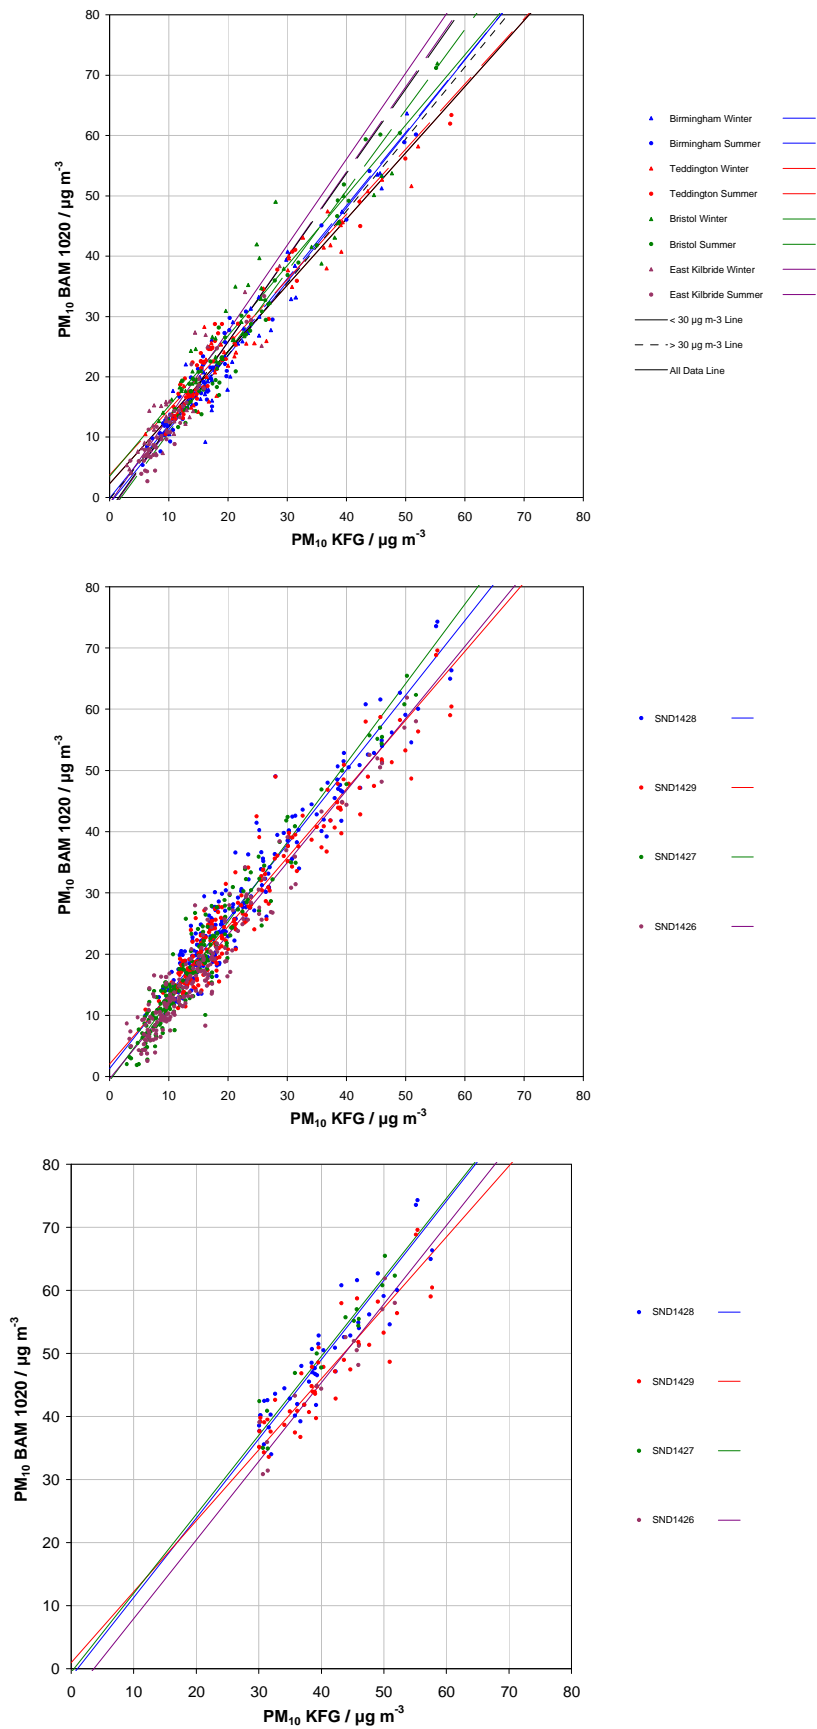 80
70
60
50
40
30
20
10
0
PM₁₀ BAM 1020 / µg m⁻³
0 10 20 30 40 50 60 70 80
PM₁₀ KFG / µg m⁻³
Birmingham Winter
Birmingham Summer
Teddington Winter
Teddington Summer
Bristol Winter
Bristol Summer
East Kilbride Winter
East Kilbride Summer
< 30 µg m-3 Line
> 30 µg m-3 Line
All Data Line
80
70
60
50
40
30
20
10
0
PM₁₀ BAM 1020 / µg m⁻³
0 10 20 30 40 50 60 70 80
PM₁₀ KFG / µg m⁻³
SND1428
SND1429
SND1427
SND1426
80
70
60
50
40
30
20
10
0
PM₁₀ BAM 1020 / µg m⁻³
0 10 20 30 40 50 60 70 80
PM₁₀ KFG / µg m⁻³
SND1428
SND1429
SND1427
SND1426